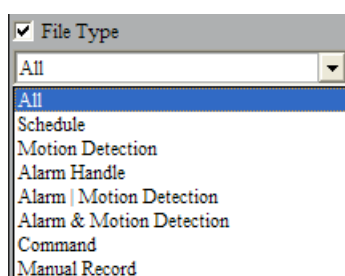 File Type
All
All
Schedule
Motion Detection
Alarm Handle
Alarm | Motion Detection
Alarm & Motion Detection
Command
Manual Record